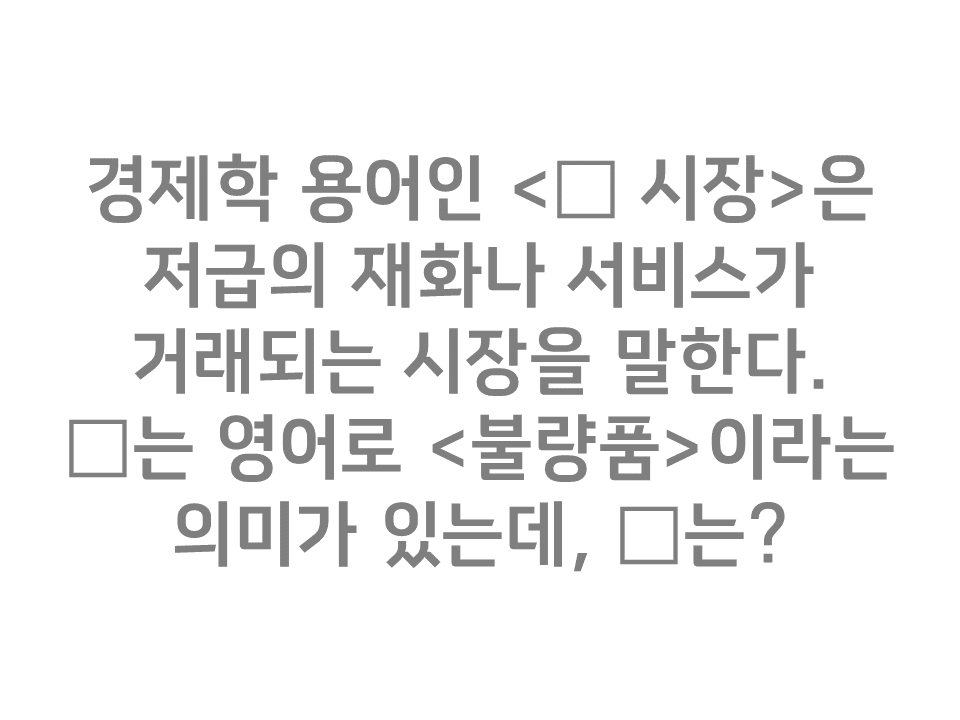 경제학 용어인 <□ 시장>은
저급의 재화나 서비스가
거래되는 시장을 말한다.
□는 영어로 <불량품>이라는
의미가 있는데, □는?